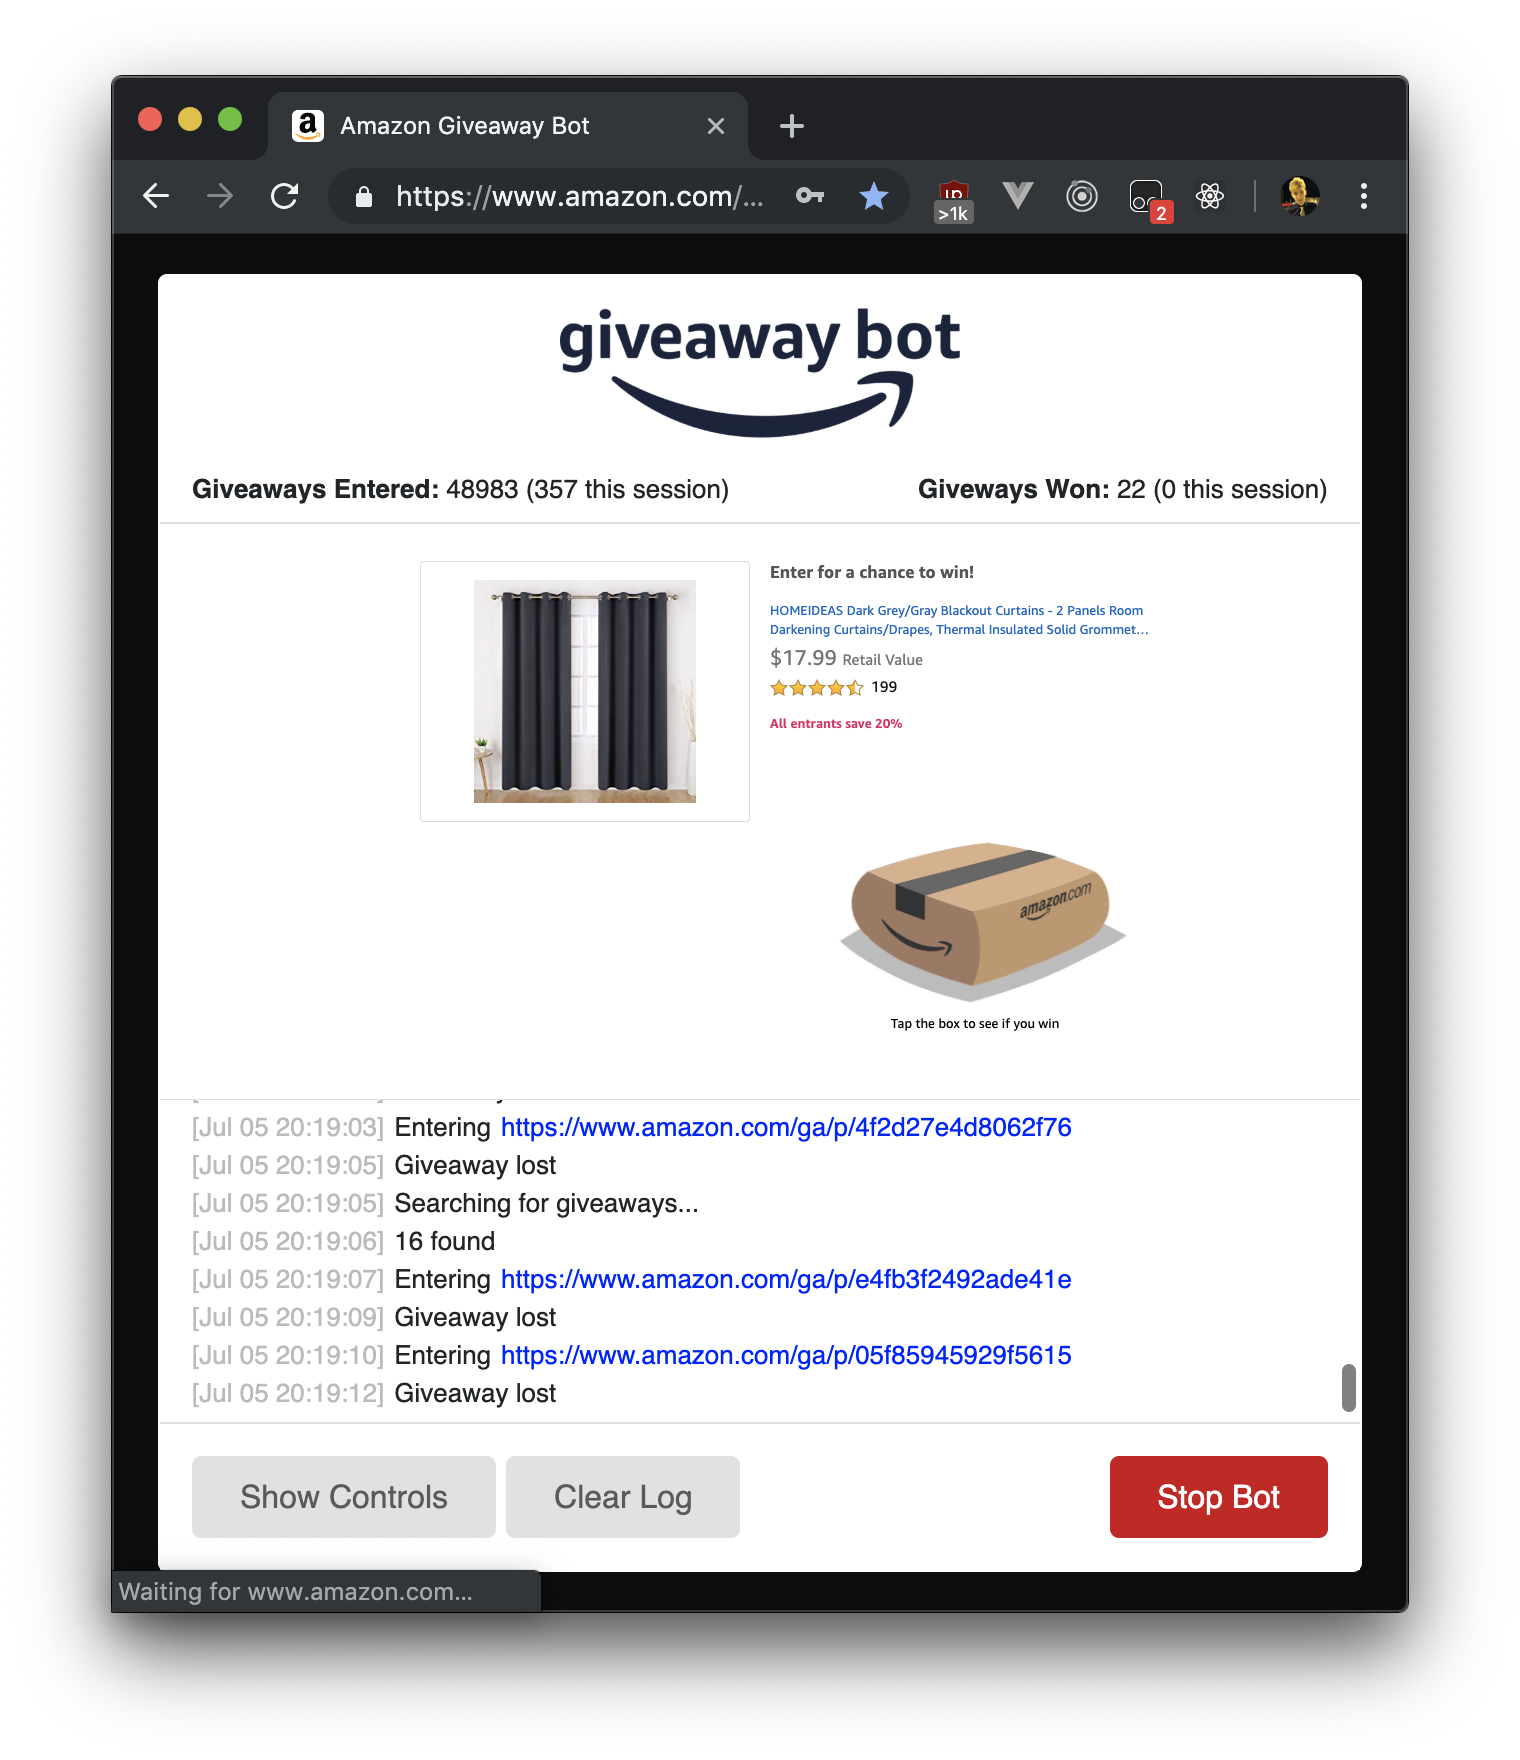 a Amazon Giveaway Bot
https://www.amazon.com/...
>1k
2
giveaway bot
Giveaways Entered: 48983 (357 this session) Giveways Won: 22 (0 this session)
Enter for a chance to win!
HOMEIDEAS Dark Grey/Gray Blackout Curtains - 2 Panels Room
Darkening Curtains/Drapes, Thermal Insulated Solid Grommet...
$17.99 Retail Value
199
All entrants save 20%
amazon.com
Tap the box to see if you win
[Jul 05 20:19:03] Entering https://www.amazon.com/ga/p/4f2d27e4d8062f76
[Jul 05 20:19:05] Giveaway lost
[Jul 05 20:19:05] Searching for giveaways...
[Jul 05 20:19:06] 16 found
[Jul 05 20:19:07] Entering https://www.amazon.com/ga/p/e4fb3f2492ade41e
[Jul 05 20:19:09] Giveaway lost
[Jul 05 20:19:10] Entering https://www.amazon.com/ga/p/05f85945929f5615
[Jul 05 20:19:12] Giveaway lost
Show Controls Clear Log Stop Bot
Waiting for www.amazon.com...